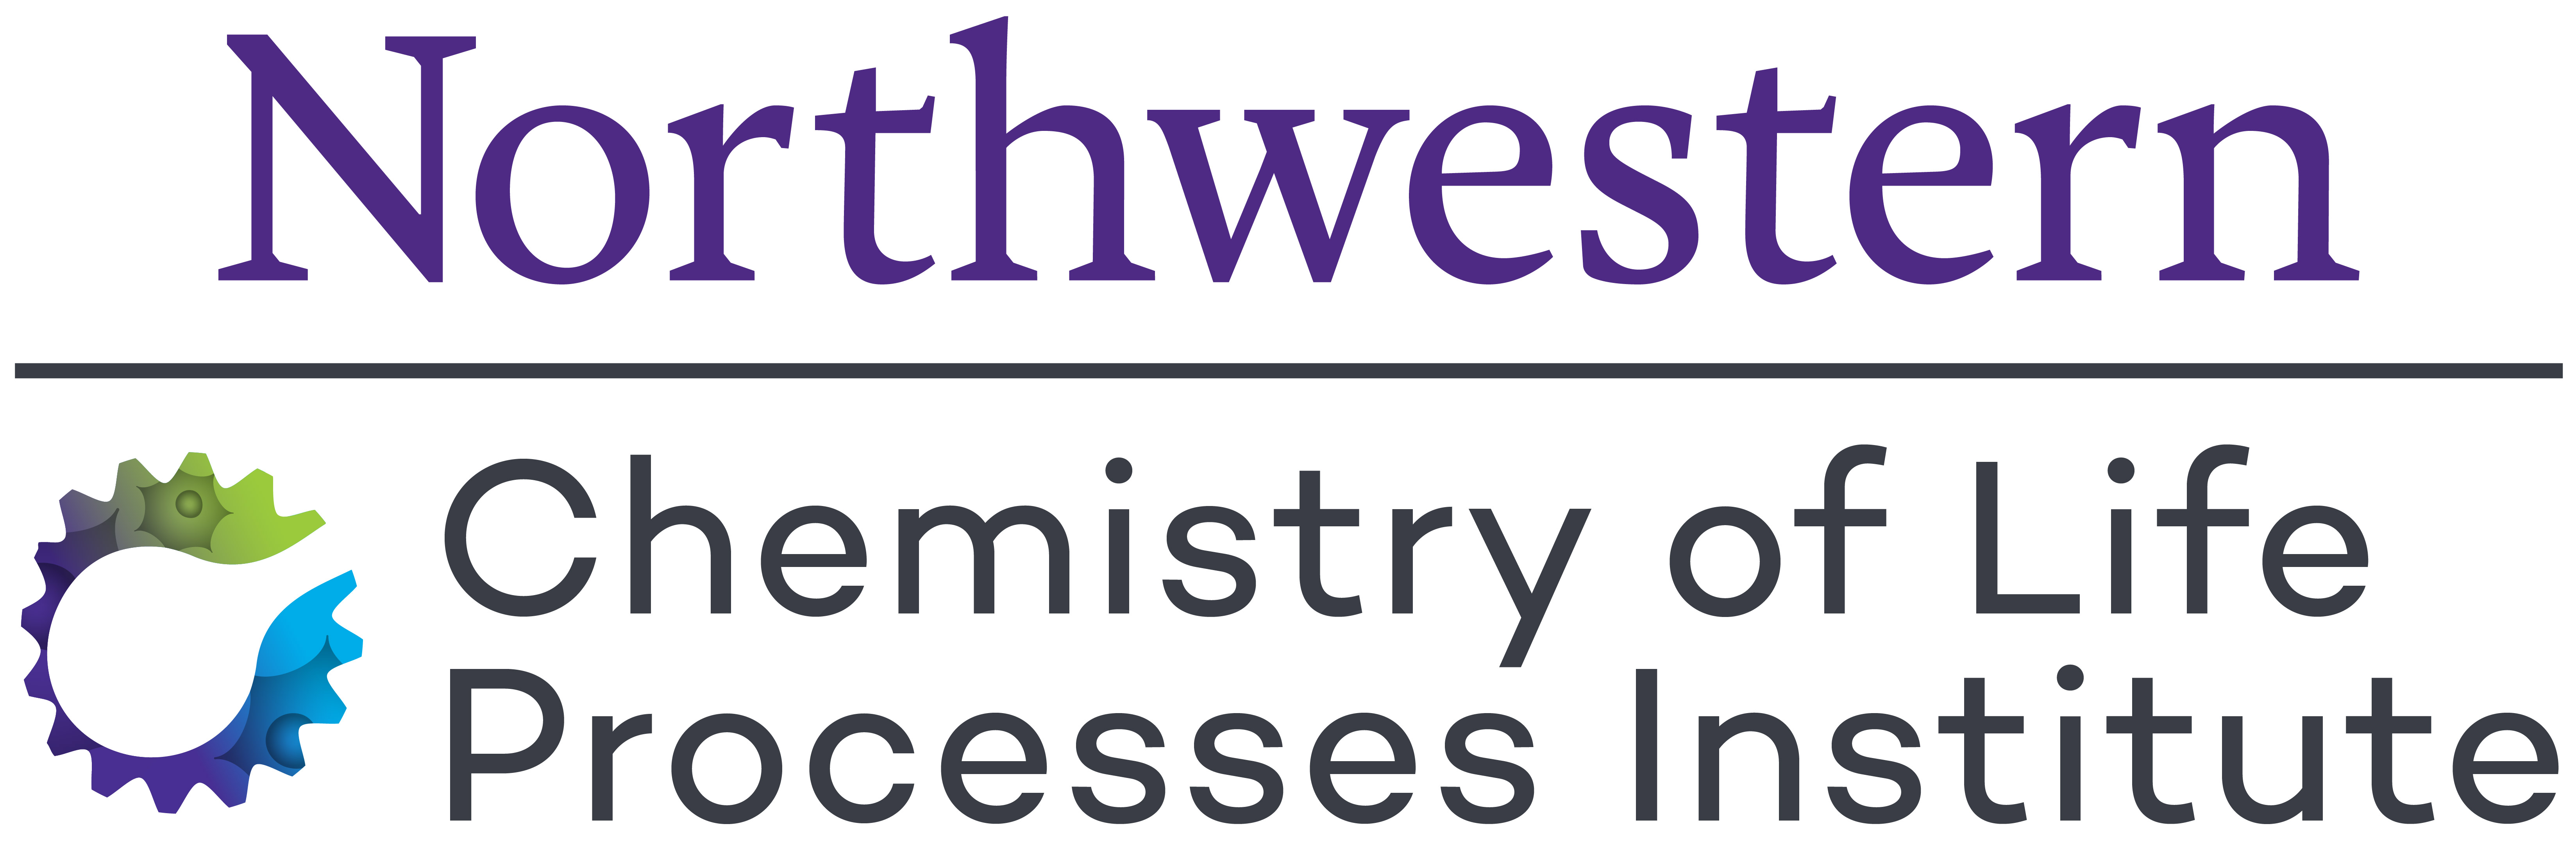 Northwestern
Chemistry of Life
Processes Institute